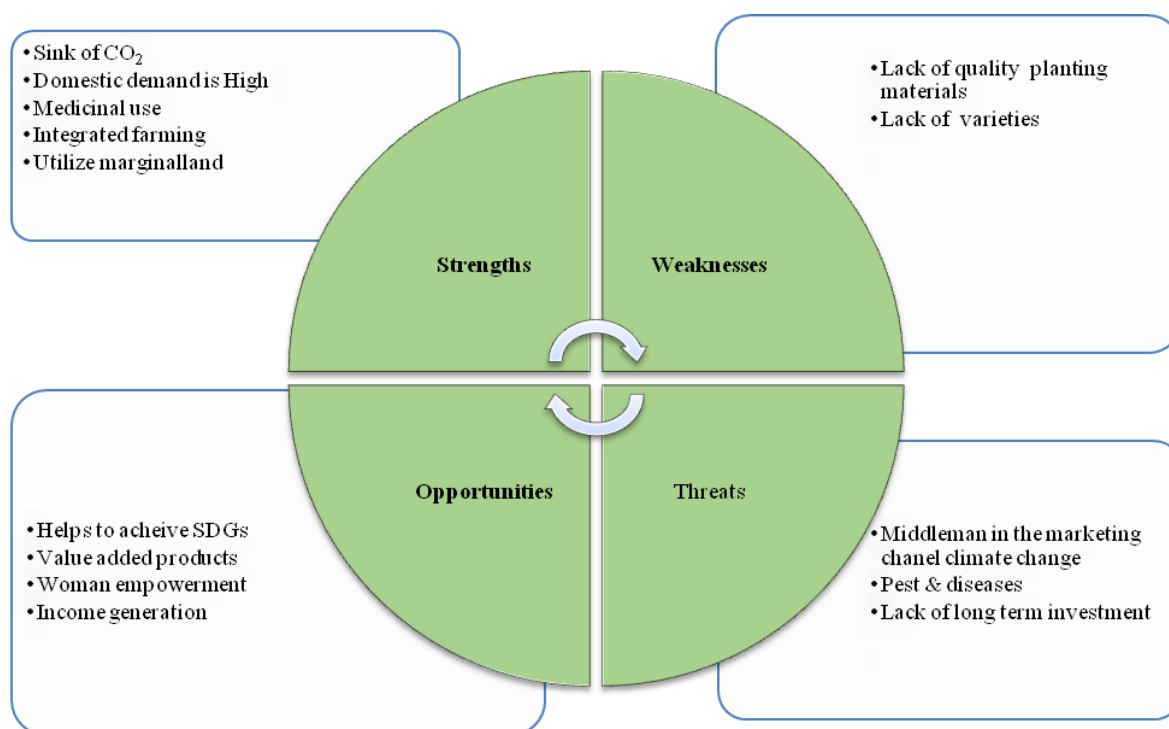 • Sink of CO₂
• Domestic demand is High
• Medicinal use
• Integrated farming
• Utilize marginalland
• Lack of quality planting
materials
• Lack of varieties
Strengths
Weaknesses
Opportunities
Threats
• Helps to acheive SDGs
• Value added products
• Woman empowerment
• Income generation
• Middleman in the marketing
chanel climate change
• Pest & diseases
• Lack of long term investment